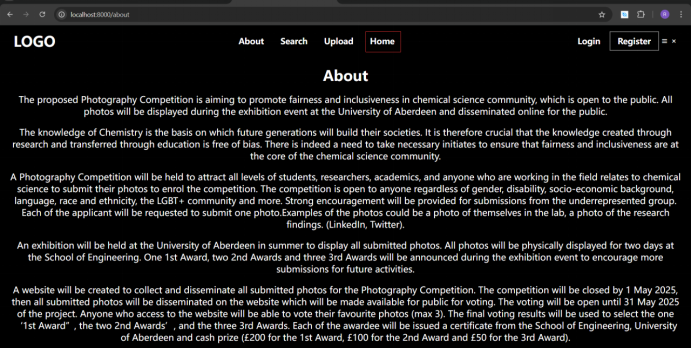 localhost:8000/about
LOGO
About Search Upload Home
Login Register
About
The proposed Photography Competition is aiming to promote fairness and inclusiveness in chemical science community, which is open to the public. All
photos will be displayed during the exhibition event at the University of Aberdeen and disseminated online for the public.
The knowledge of Chemistry is the basis on which future generations will build their societies. It is therefore crucial that the knowledge created through
research and transferred through education is free of bias. There is indeed a need to take necessary initiates to ensure that fairness and inclusiveness are at
the core of the chemical science community.
A Photography Competition will be held to attract all levels of students, researchers, academics, and anyone who are working in the field relates to chemical
science to submit their photos to enrol the competition. The competition is open to anyone regardless of gender, disability, socio-economic background,
language, race and ethnicity, the LGBT+ community and more. Strong encouragement will be provided for submissions from the underrepresented group.
Each of the applicant will be requested to submit one photo.Examples of the photos could be a photo of themselves in the lab, a photo of the research
findings. (LinkedIn, Twitter).
An exhibition will be held at the University of Aberdeen in summer to display all submitted photos. All photos will be physically displayed for two days at
the School of Engineering. One 1st Award, two 2nd Awards and three 3rd Awards will be announced during the exhibition event to encourage more
submissions for future activities.
A website will be created to collect and disseminate all submitted photos for the Photography Competition. The competition will be closed by 1 May 2025,
then all submitted photos will be disseminated on the website which will be made available for public for voting. The voting will be open until 31 May 2025
of the project. Anyone who access to the website will be able to vote their favourite photos (max 3). The final voting results will be used to select the one
'1st Award”, the two 2nd Awards’, and the three 3rd Awards. Each of the awardee will be issued a certificate from the School of Engineering, University
of Aberdeen and cash prize (£200 for the 1st Award, £100 for the 2nd Award and £50 for the 3rd Award).